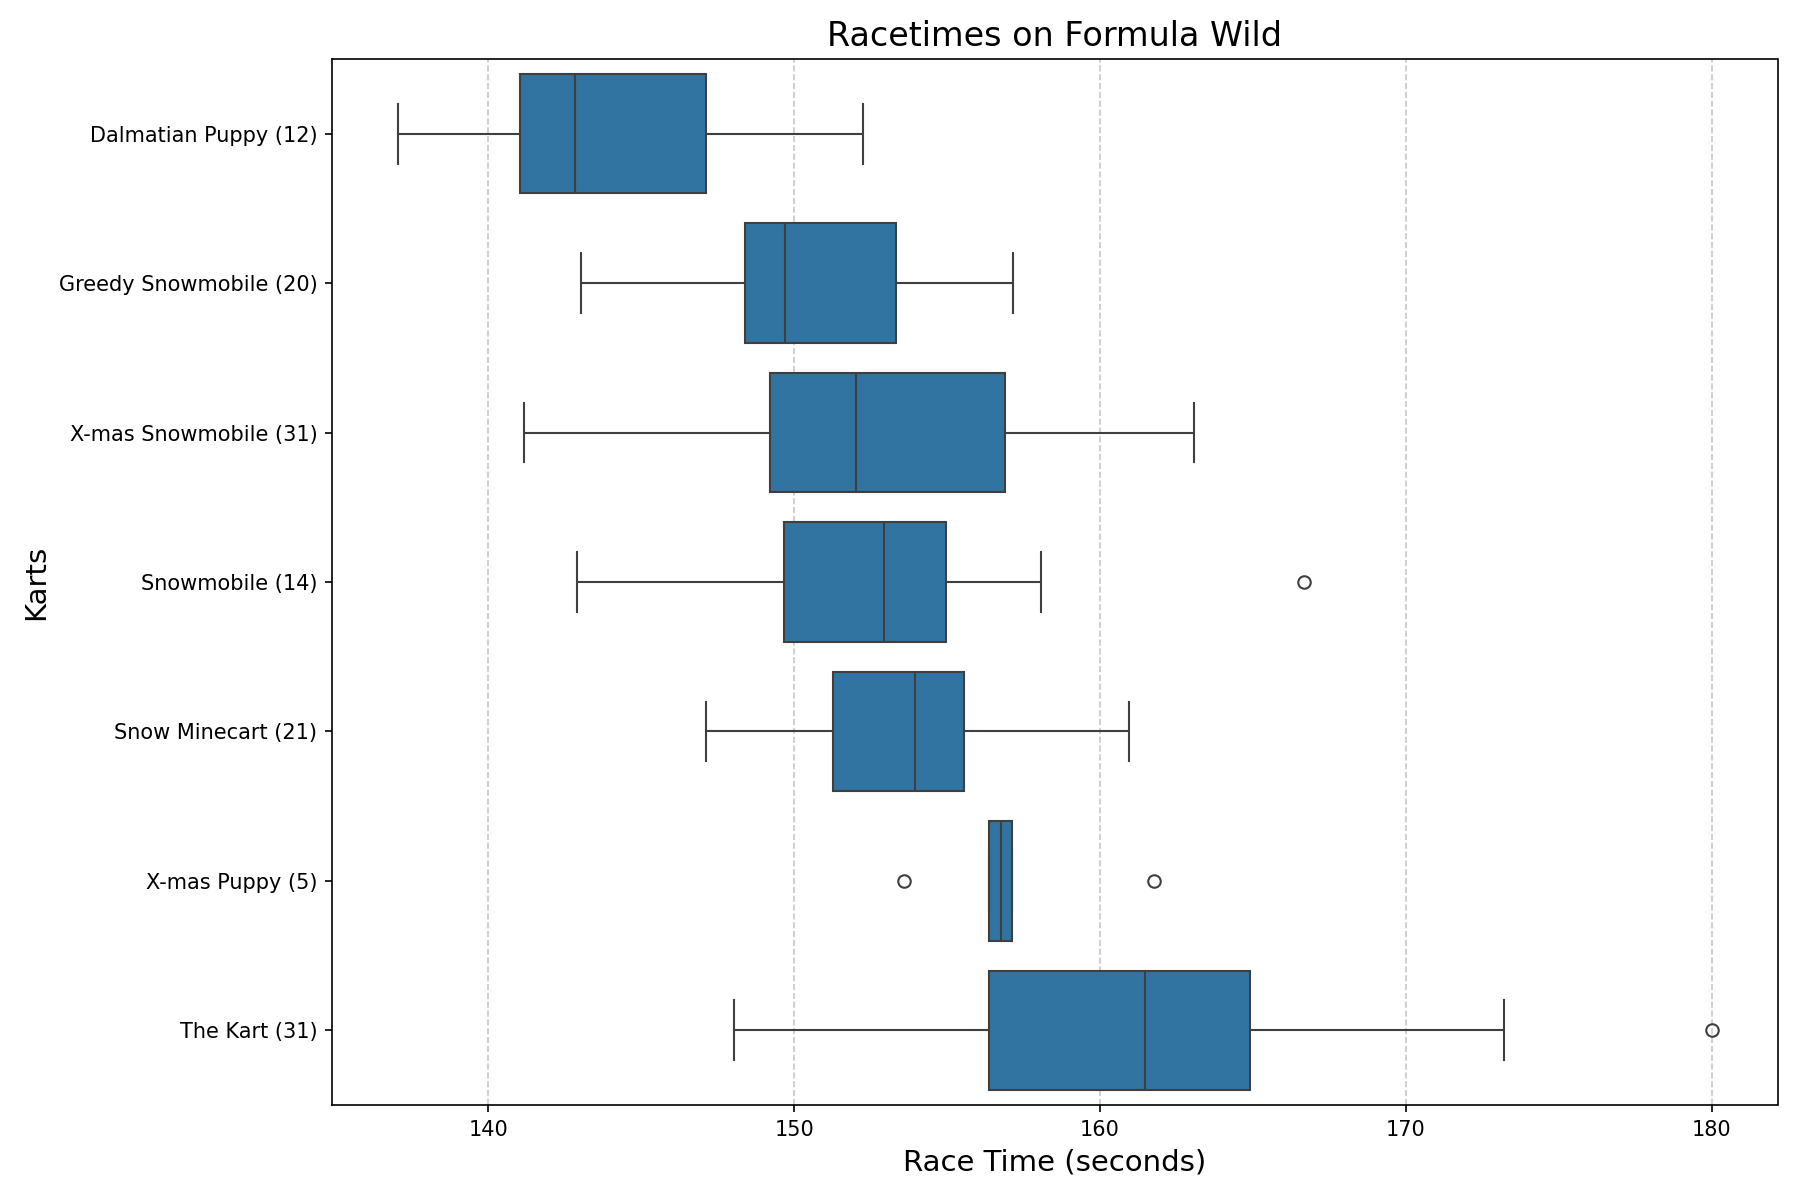 Racetimes on Formula Wild
Karts
Dalmatian Puppy (12)
Greedy Snowmobile (20)
X-mas Snowmobile (31)
Snowmobile (14)
Snow Minecart (21)
X-mas Puppy (5)
The Kart (31)
140 150 160 170 180
Race Time (seconds)